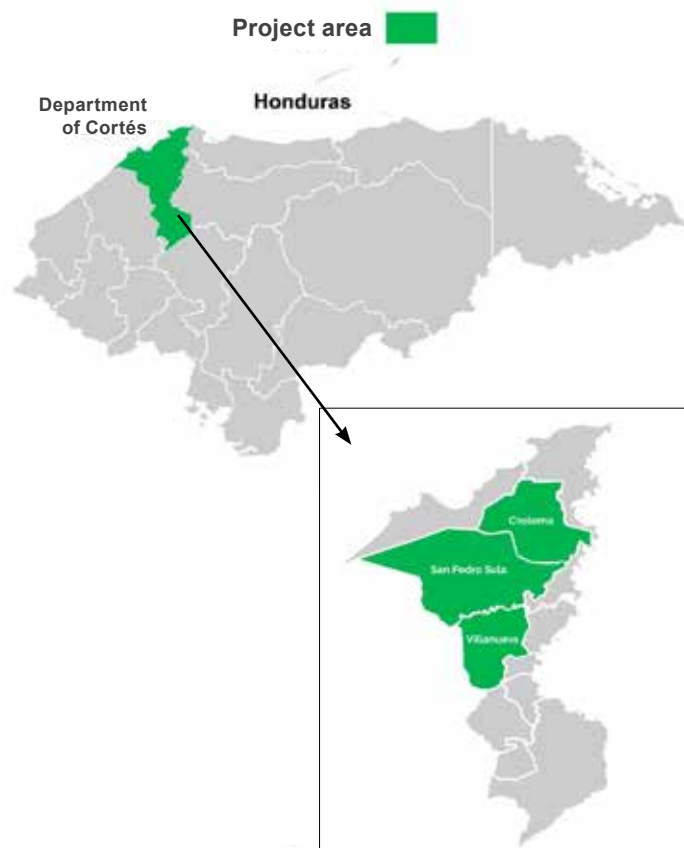 Project area
Honduras
Department
of Cortés
Choloma
San Pedro Sula
Villanueva